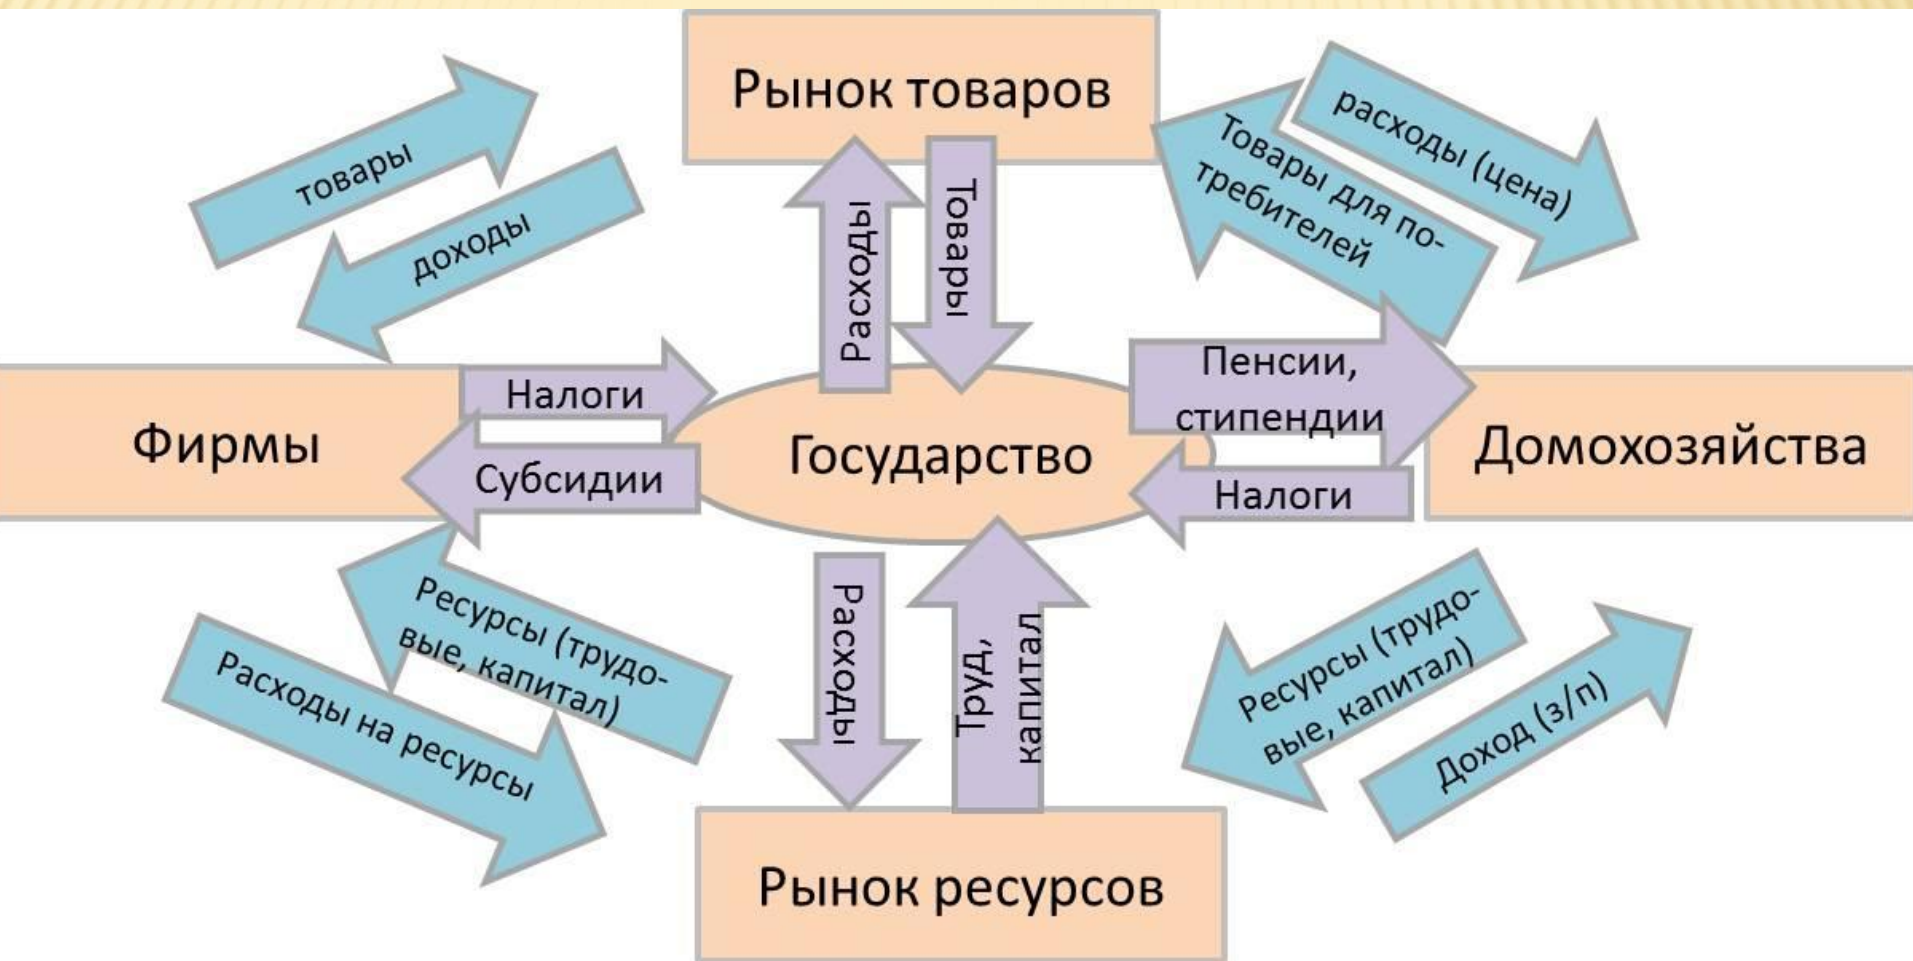 Рынок товаров
товары
доходы
расходы (цена)
Товары для по-
требителей
Расходы
Товары
Фирмы
Налоги
Субсидии
Государство
Пенсии,
стипендии
Налоги
Домохозяйства
Ресурсы (трудо-
вые, капитал)
Расходы на ресурсы
Расходы
Труд,
капитал
Ресурсы (трудо-
вые, капитал)
Доход (з/п)
Рынок ресурсов